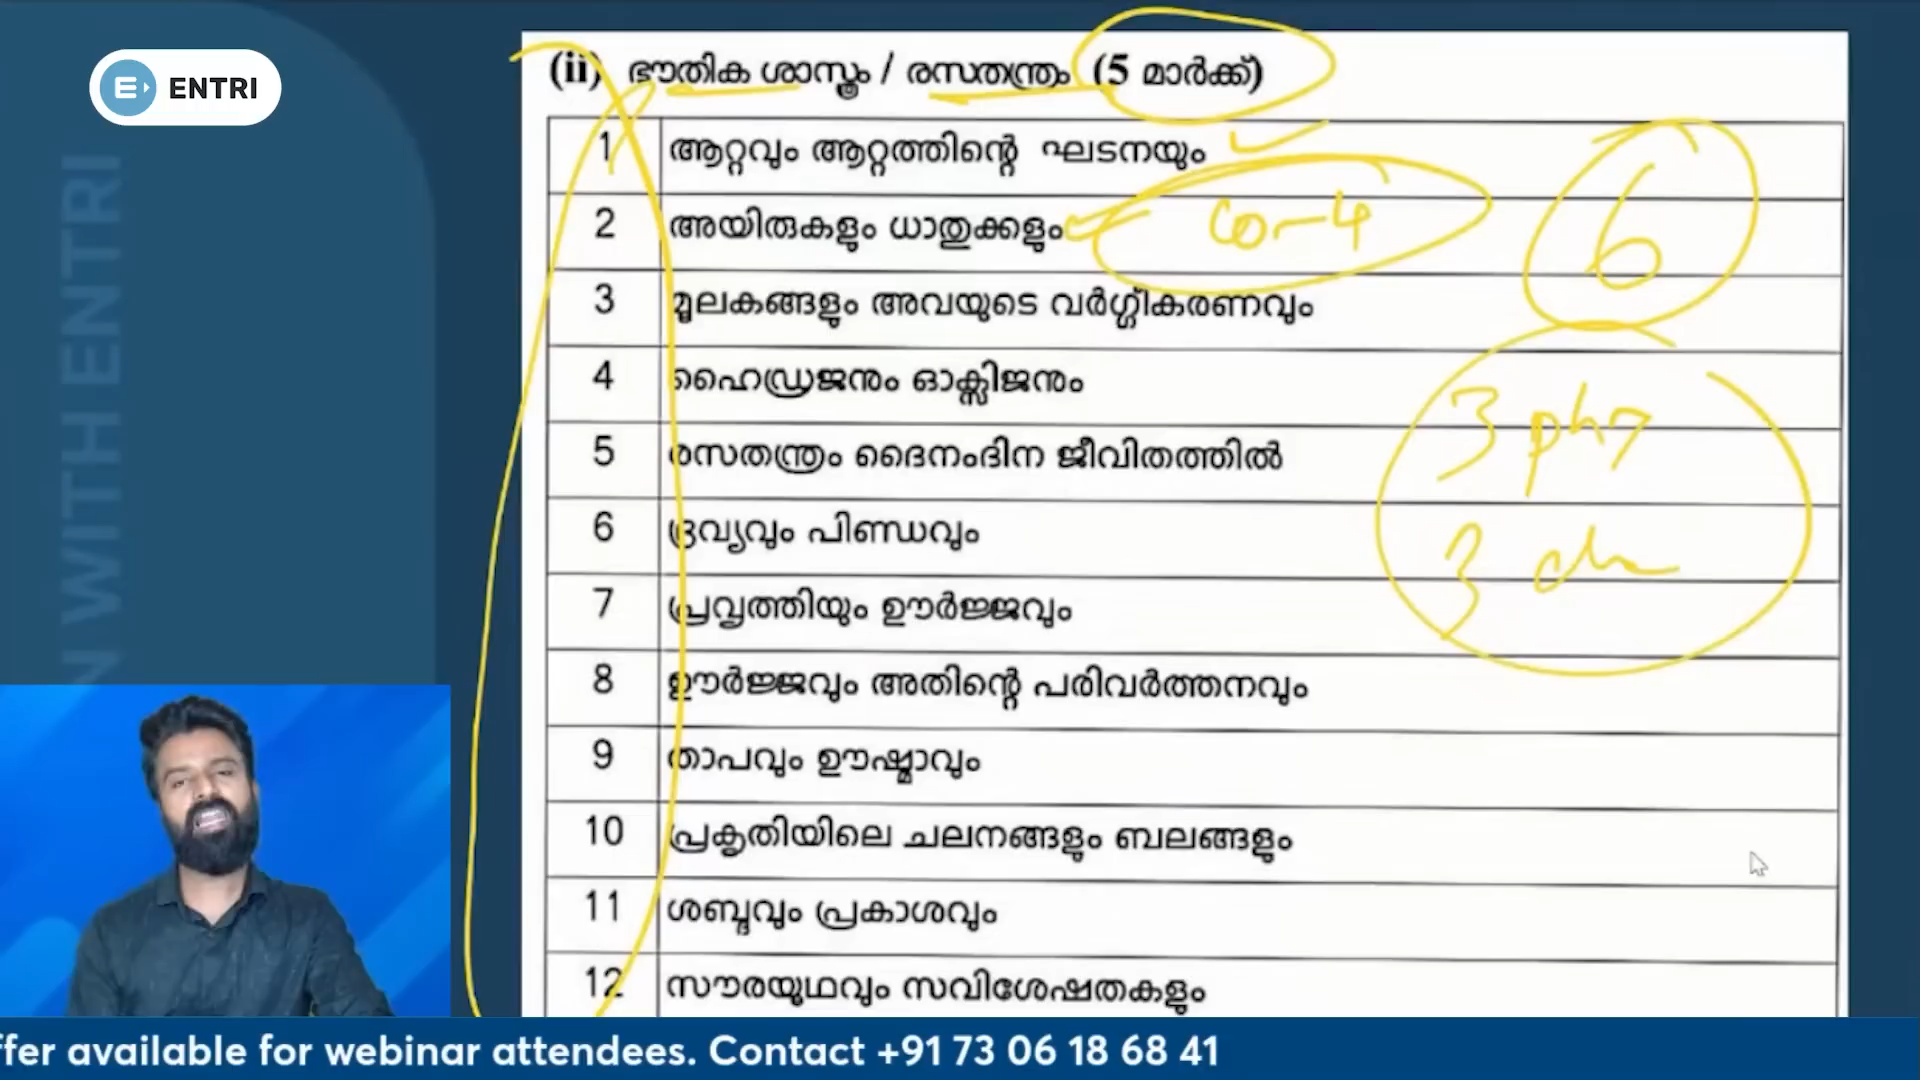 ENTRI
N WITH ENTRI
(ii) ഭൗതിക ശാസ്ത്രം / രസതന്ത്രം (5 മാർക്ക്)
1 ആറ്റവും ആറ്റത്തിന്റെ ഘടനയും
2 അയിരുകളും ധാതുക്കളും
3 മൂലകങ്ങളും അവയുടെ വർഗ്ഗീകരണവും
4 ഹൈഡ്രജനും ഓക്സിജനും
5 രസതന്ത്രം ദൈനംദിന ജീവിതത്തിൽ
6 ദ്രവ്യവും പിണ്ഡവും
7 പ്രവൃത്തിയും ഊർജ്ജവും
8 ഊർജ്ജവും അതിന്റെ പരിവർത്തനവും
9 താപവും ഊഷ്മാവും
10 പ്രകൃതിയിലെ ചലനങ്ങളും ബലങ്ങളും
11 ശബ്ദവും പ്രകാശവും
12 സൗരയൂഥവും സവിശേഷതകളും
6
3 phy
3 ch
ffer available for webinar attendees. Contact +91 73 06 18 68 41